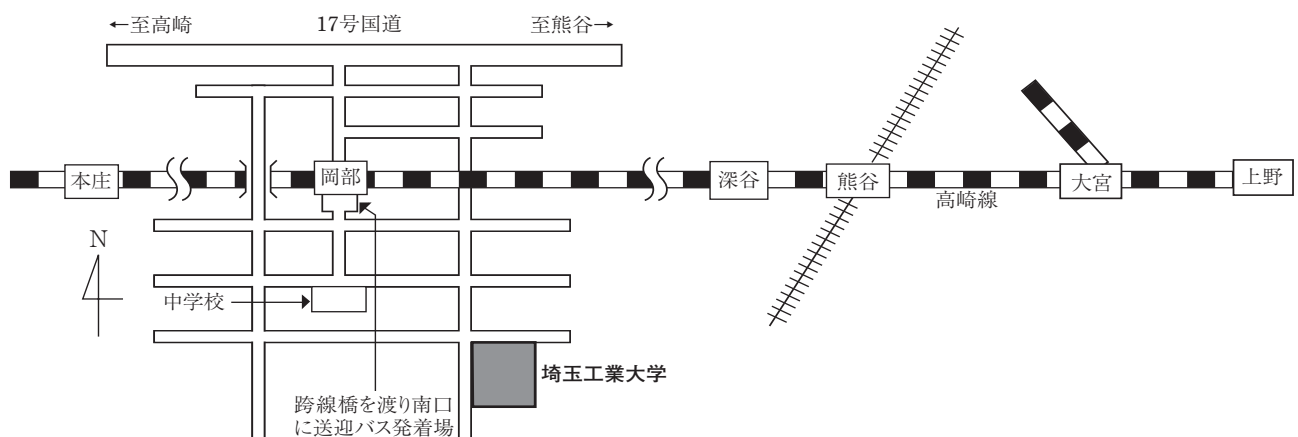 ←至高崎
17号国道
至熊谷→
本庄
岡部
深谷
熊谷
大宮
上野
高崎線
N
中学校
埼玉工業大学
跨線橋を渡り南口
に送迎バス発着場